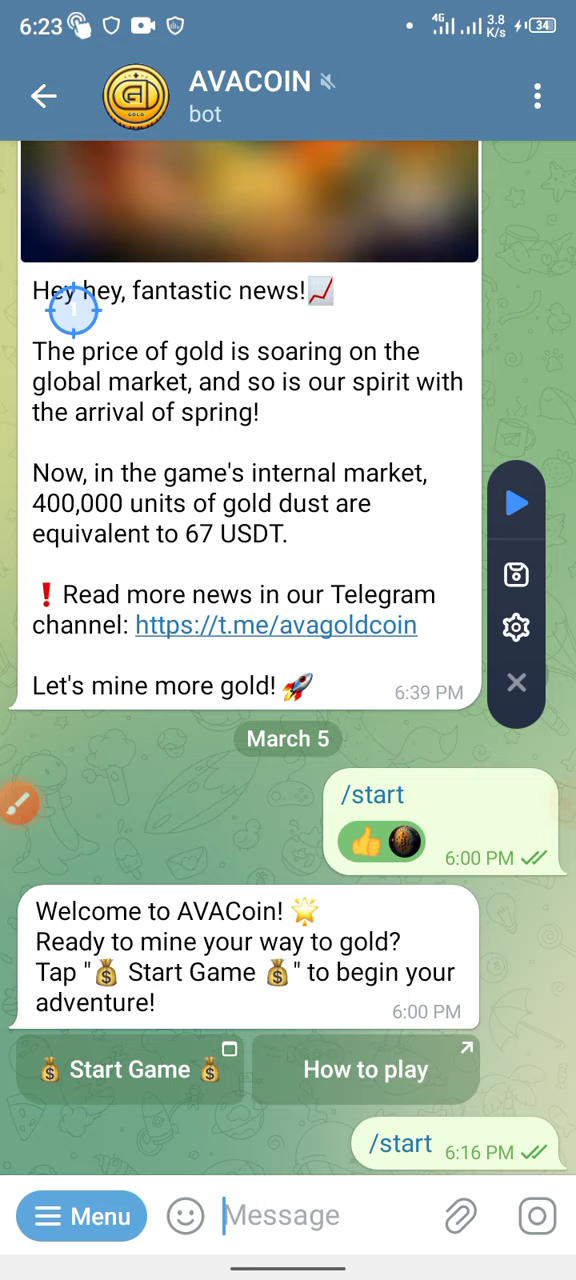 6:23
4G 3.8 K/s 34
AVACOIN
bot
GOLD
Hey hey, fantastic news!📈
1
The price of gold is soaring on the
global market, and so is our spirit with
the arrival of spring!
Now, in the game's internal market,
400,000 units of gold dust are
equivalent to 67 USDT.
❗ Read more news in our Telegram
channel: https://t.me/avagoldcoin
Let's mine more gold! 🚀 6:39 PM
March 5
/start
👍 6:00 PM
Welcome to AVACoin! 🌟
Ready to mine your way to gold?
Tap "💰 Start Game 💰" to begin your
adventure! 6:00 PM
💰 Start Game 💰 How to play
/start 6:16 PM
Menu Message